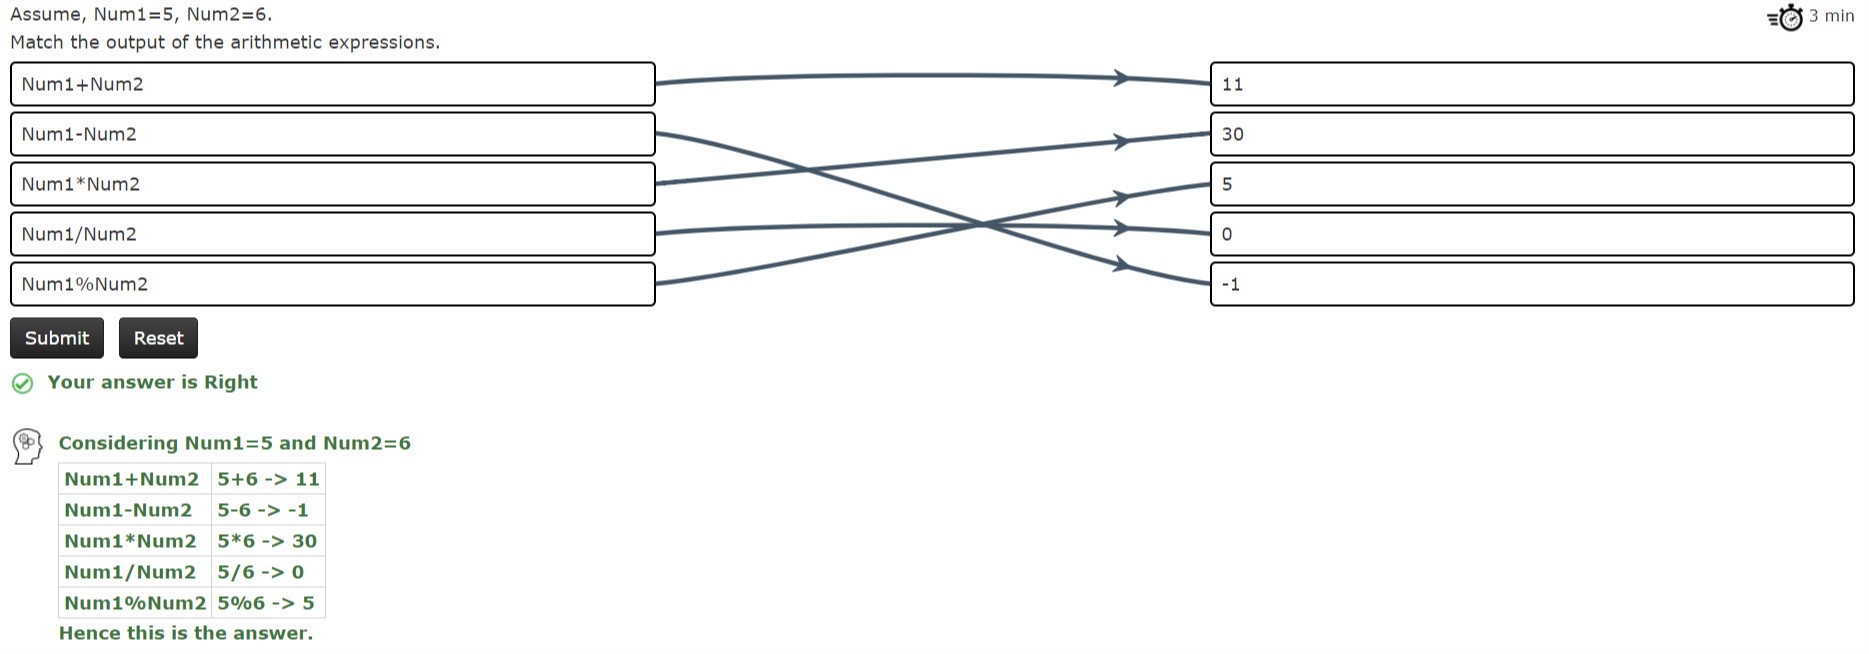 Assume, Num1=5, Num2=6.
3 min
Match the output of the arithmetic expressions.
Num1+Num2
11
Num1-Num2
30
Num1*Num2
5
Num1/Num2
0
Num1%Num2
-1
Submit Reset
Your answer is Right
Considering Num1=5 and Num2=6
Num1+Num2 5+6 -> 11
Num1-Num2 5-6 -> -1
Num1*Num2 5*6 -> 30
Num1/Num2 5/6 -> 0
Num1%Num2 5%6 -> 5
Hence this is the answer.